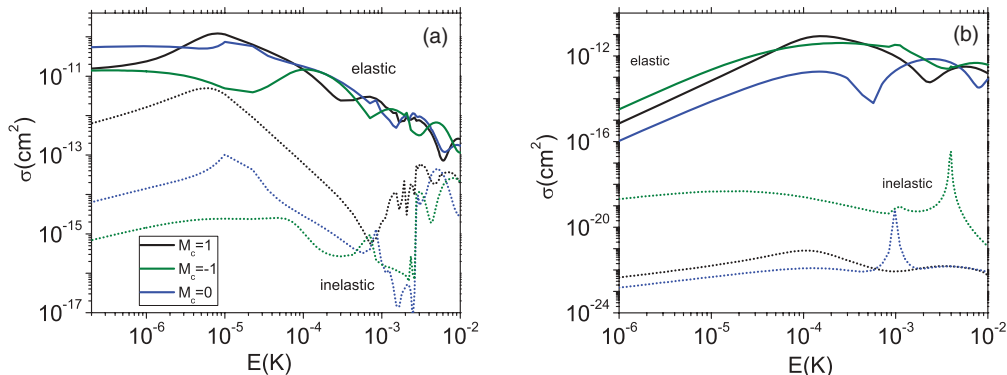 (a)
elastic
inelastic
M_c=1
M_c=-1
M_c=0
σ(cm²)
10⁻¹¹
10⁻¹³
10⁻¹⁵
10⁻¹⁷
10⁻⁶ 10⁻⁵ 10⁻⁴ 10⁻³ 10⁻²
E(K)
(b)
elastic
inelastic
σ(cm²)
10⁻¹²
10⁻¹⁶
10⁻²⁰
10⁻²⁴
10⁻⁶ 10⁻⁵ 10⁻⁴ 10⁻³ 10⁻²
E(K)